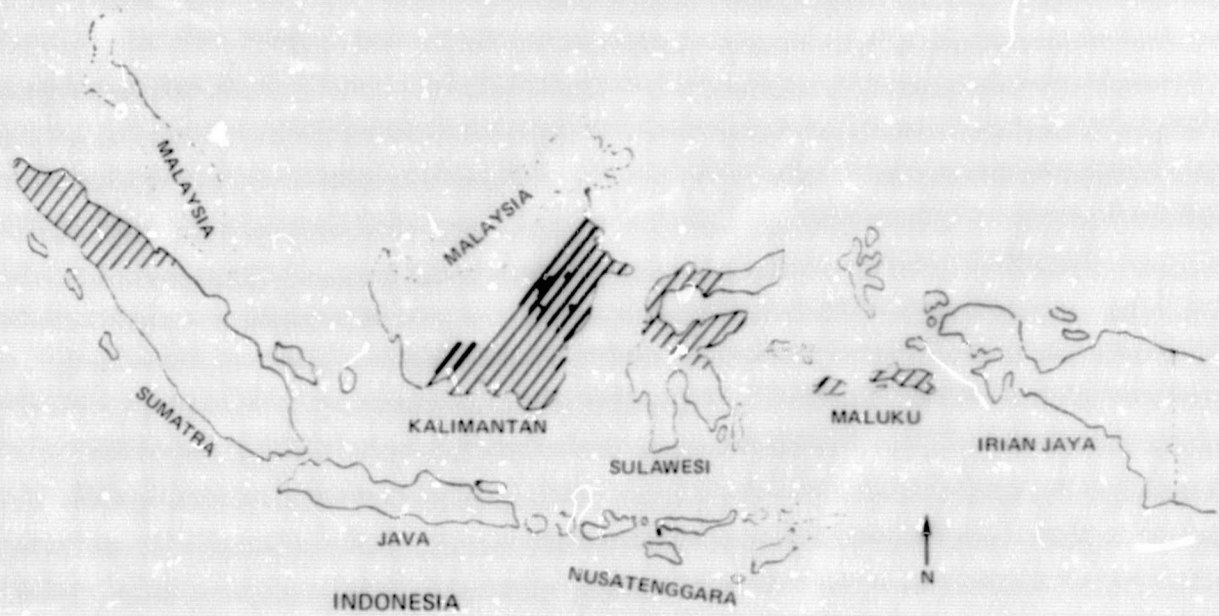 MALAYSIA
MALAYSIA
SUMATRA
KALIMANTAN
SULAWESI
MALUKU
IRIAN JAYA
JAVA
NUSATENGGARA
N
INDONESIA